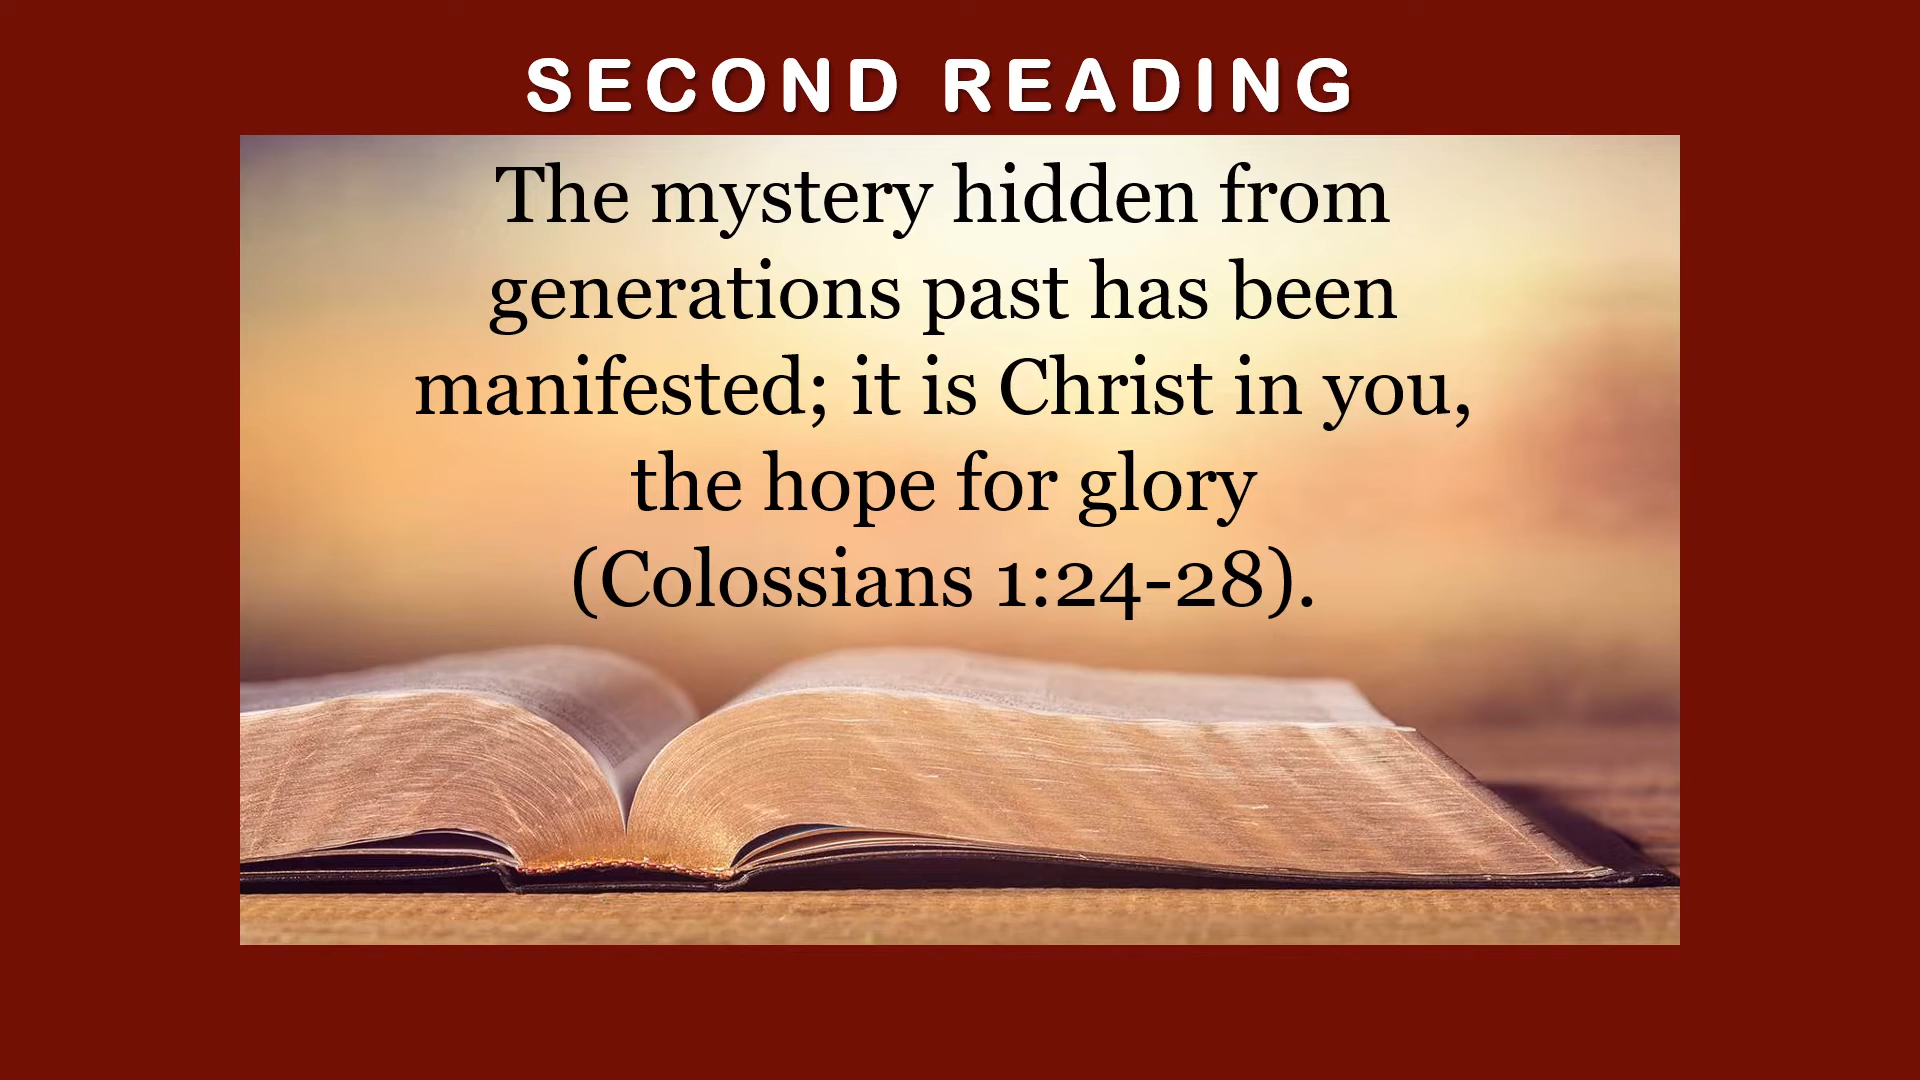 SECOND READING
The mystery hidden from
generations past has been
manifested; it is Christ in you,
the hope for glory
(Colossians 1:24-28).